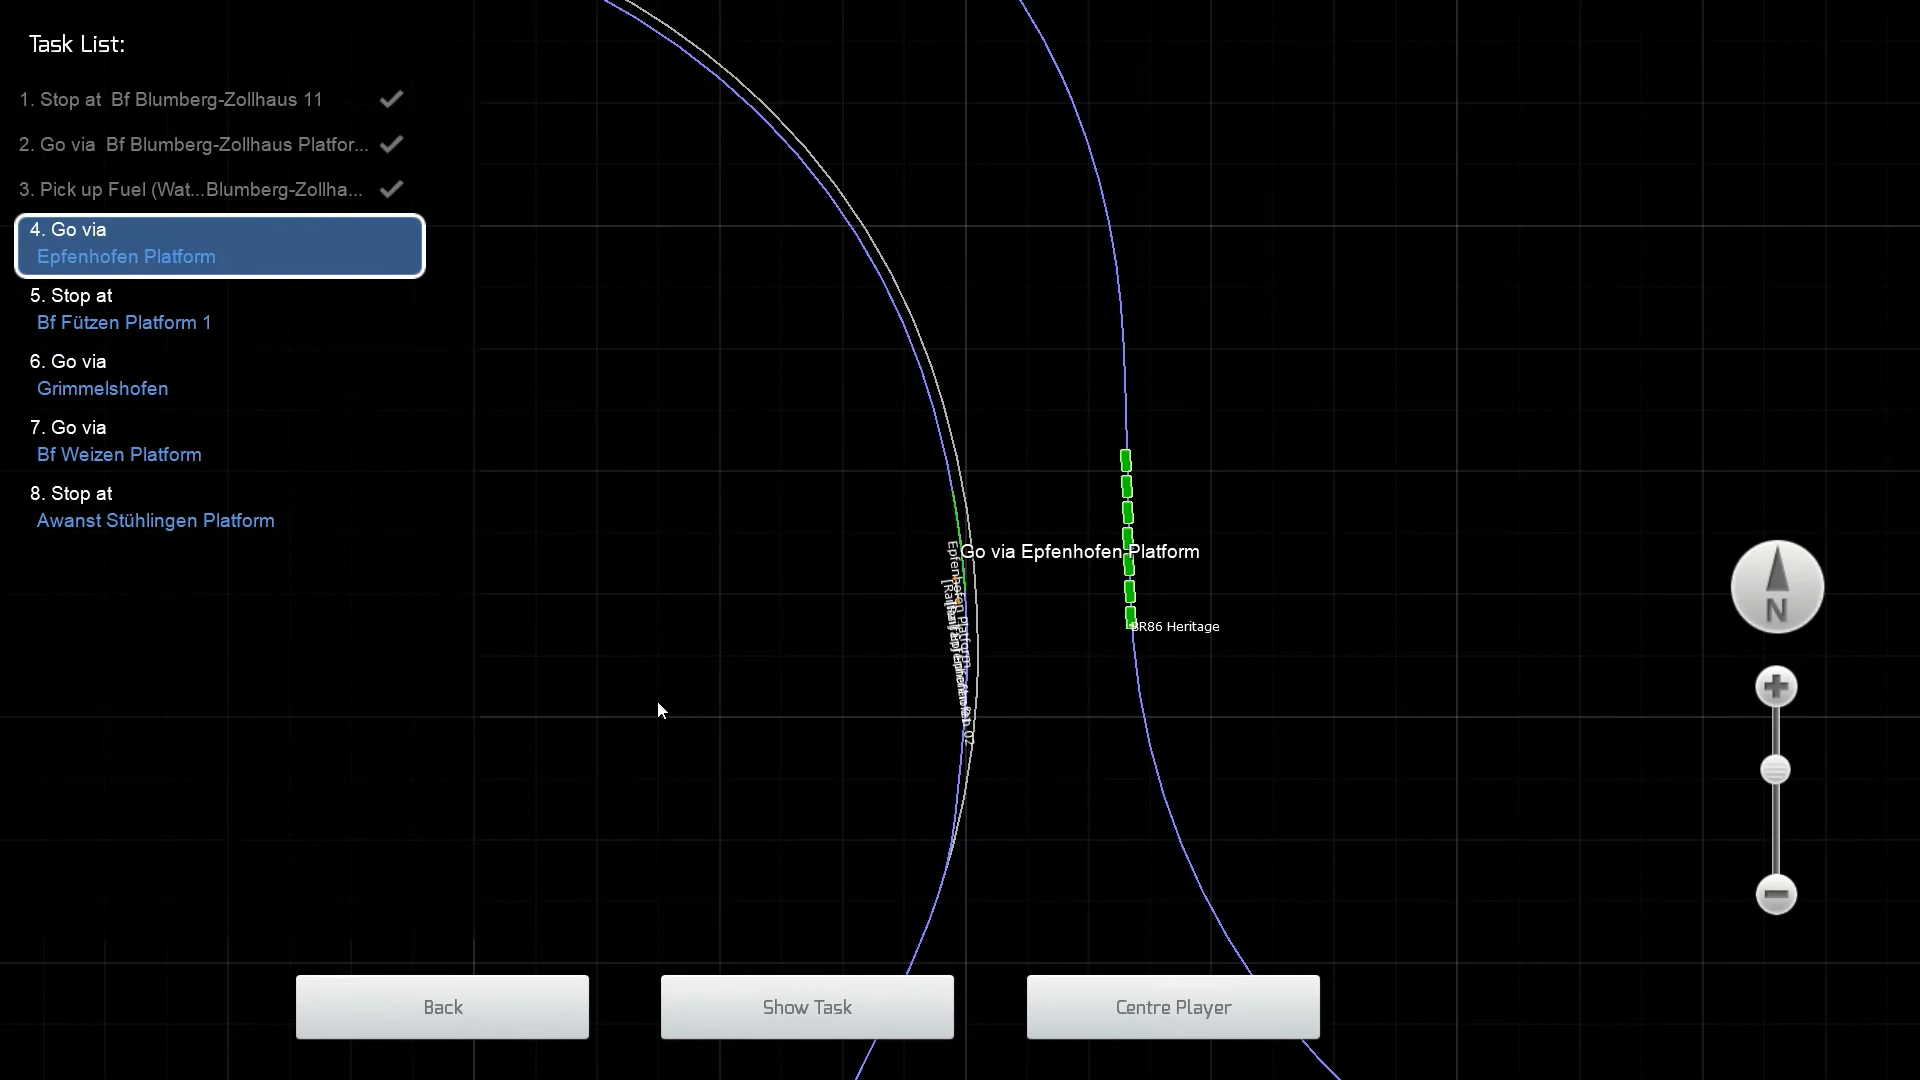 Task List:
1. Stop at  Bf Blumberg-Zollhaus 11
2. Go via  Bf Blumberg-Zollhaus Platfor...
3. Pick up Fuel (Wat...Blumberg-Zollha...
4. Go via
Epfenhofen Platform
5. Stop at
Bf Fützen Platform 1
6. Go via
Grimmelshofen
7. Go via
Bf Weizen Platform
8. Stop at
Awanst Stühlingen Platform
Go via Epfenhofen Platform
BR86 Heritage
N
Back
Show Task
Centre Player